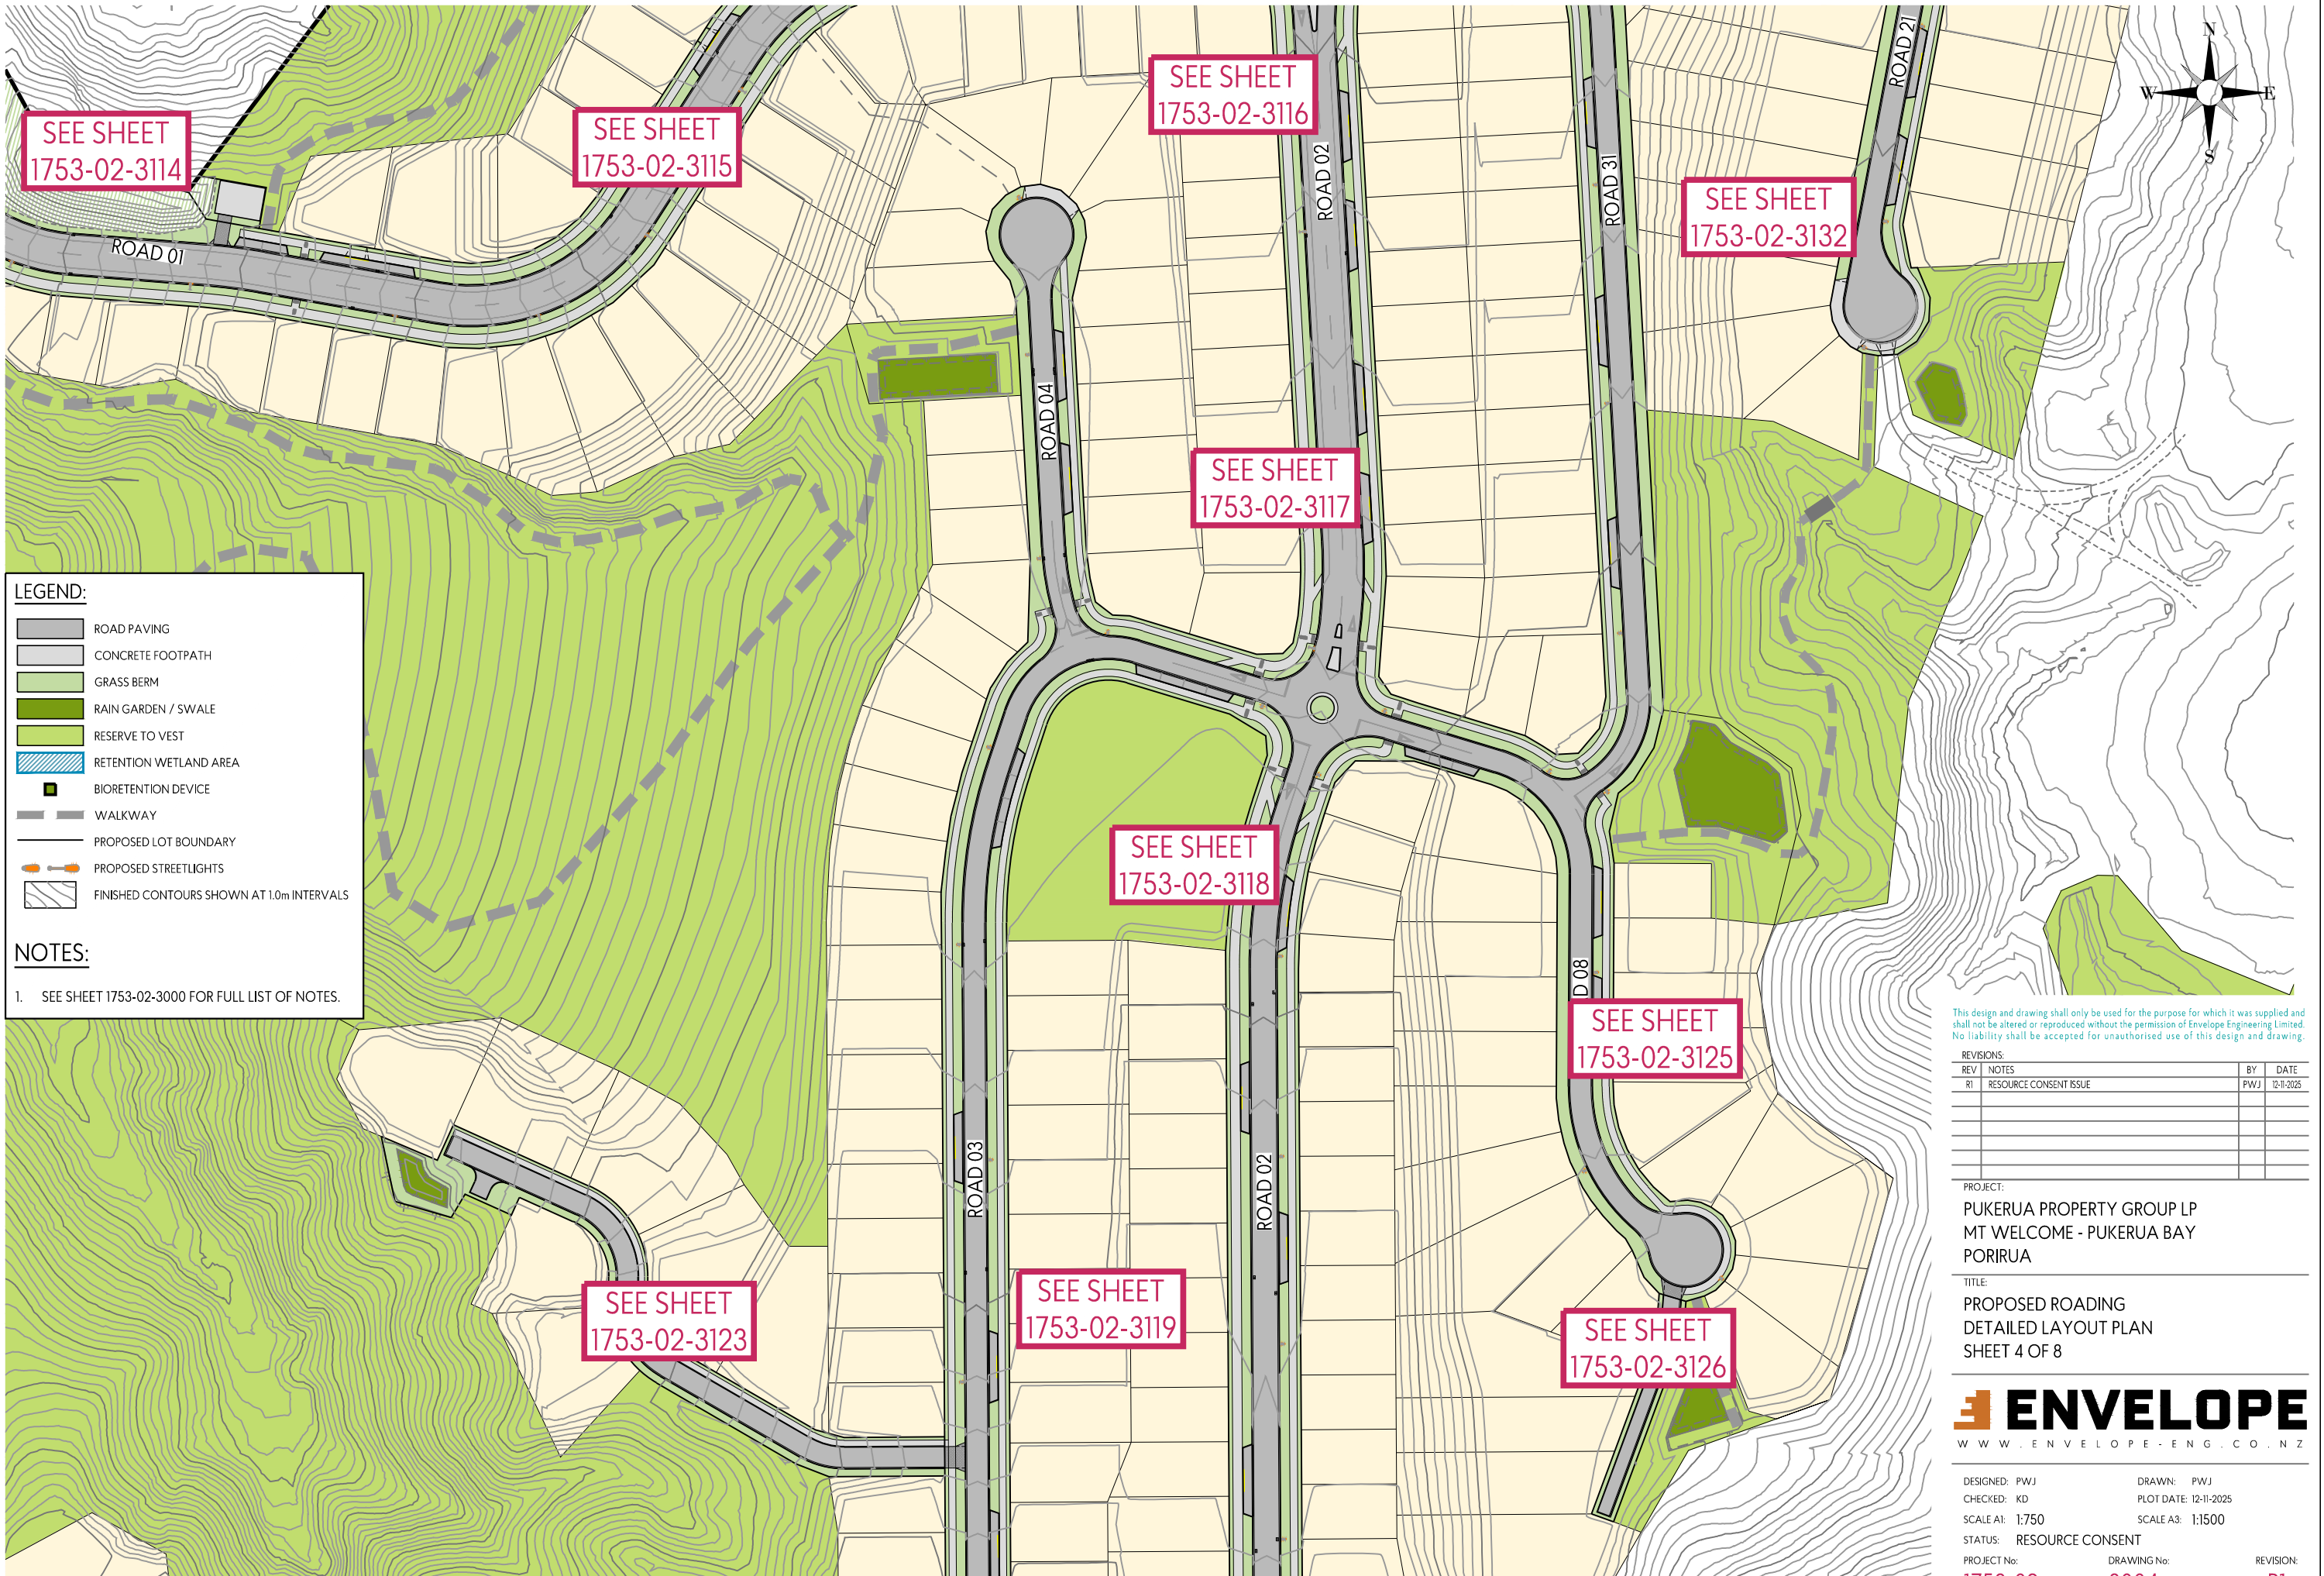 SEE SHEET
1753-02-3114
SEE SHEET
1753-02-3115
SEE SHEET
1753-02-3116
SEE SHEET
1753-02-3132
SEE SHEET
1753-02-3117
SEE SHEET
1753-02-3118
SEE SHEET
1753-02-3125
SEE SHEET
1753-02-3123
SEE SHEET
1753-02-3119
SEE SHEET
1753-02-3126
ROAD 01
ROAD 02
ROAD 31
ROAD 21
ROAD 04
D 08
ROAD 03
ROAD 02
N
W
E
S
LEGEND:
ROAD PAVING
CONCRETE FOOTPATH
GRASS BERM
RAIN GARDEN / SWALE
RESERVE TO VEST
RETENTION WETLAND AREA
BIORETENTION DEVICE
WALKWAY
PROPOSED LOT BOUNDARY
PROPOSED STREETLIGHTS
FINISHED CONTOURS SHOWN AT 1.0m INTERVALS
NOTES:
1. SEE SHEET 1753-02-3000 FOR FULL LIST OF NOTES.
This design and drawing shall only be used for the purpose for which it was supplied and
shall not be altered or reproduced without the permission of Envelope Engineering Limited.
No liability shall be accepted for unauthorised use of this design and drawing.
REVISIONS:
REV NOTES BY DATE
R1 RESOURCE CONSENT ISSUE PWJ 12-11-2025
PROJECT:
PUKERUA PROPERTY GROUP LP
MT WELCOME - PUKERUA BAY
PORIRUA
TITLE:
PROPOSED ROADING
DETAILED LAYOUT PLAN
SHEET 4 OF 8
ENVELOPE
WWW.ENVELOPE-ENG.CO.NZ
DESIGNED: PWJ DRAWN: PWJ
CHECKED: KD PLOT DATE: 12-11-2025
SCALE A1: 1:750 SCALE A3: 1:1500
STATUS: RESOURCE CONSENT
PROJECT No: DRAWING No: REVISION: